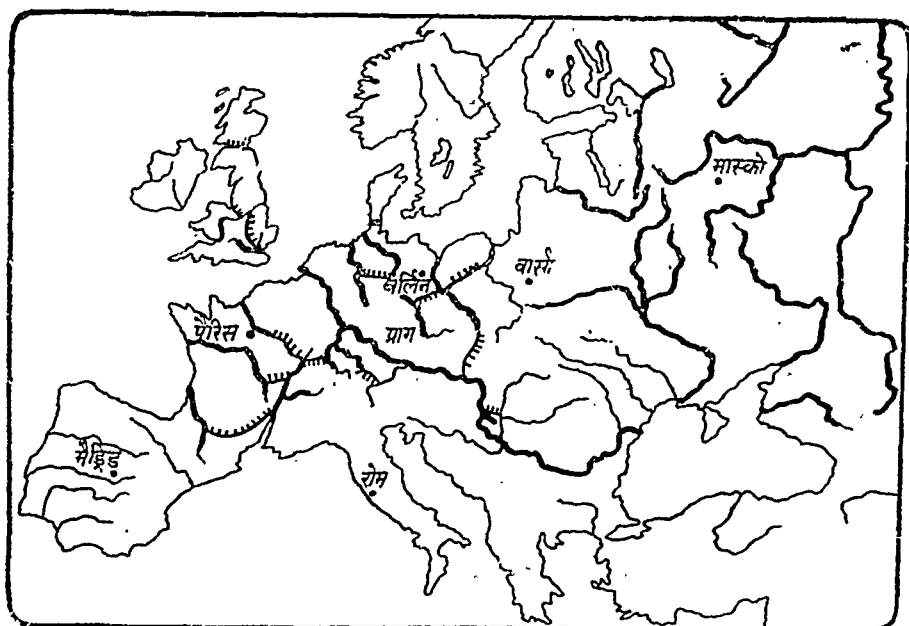 मास्को
वार्सा
बर्लिन
प्राग
पैरिस
मैड्रिड
रोम